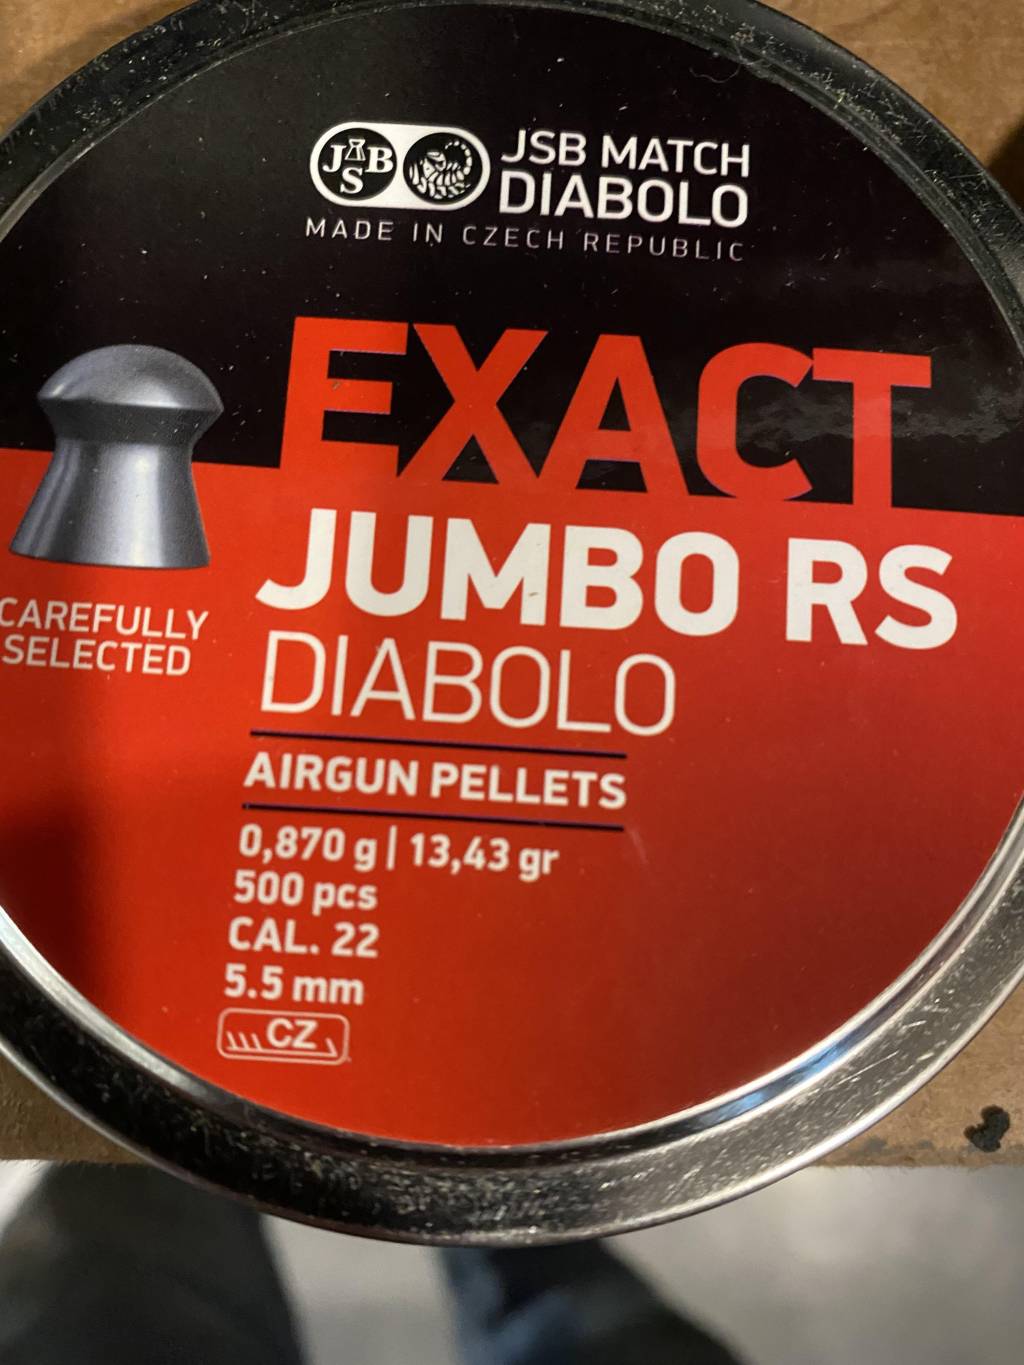 JSB
JSB MATCH
DIABOLO
MADE IN CZECH REPUBLIC
EXACT
JUMBO RS
DIABOLO
CAREFULLY
SELECTED
AIRGUN PELLETS
0,870 g | 13,43 gr
500 pcs
CAL. 22
5.5 mm
CZ